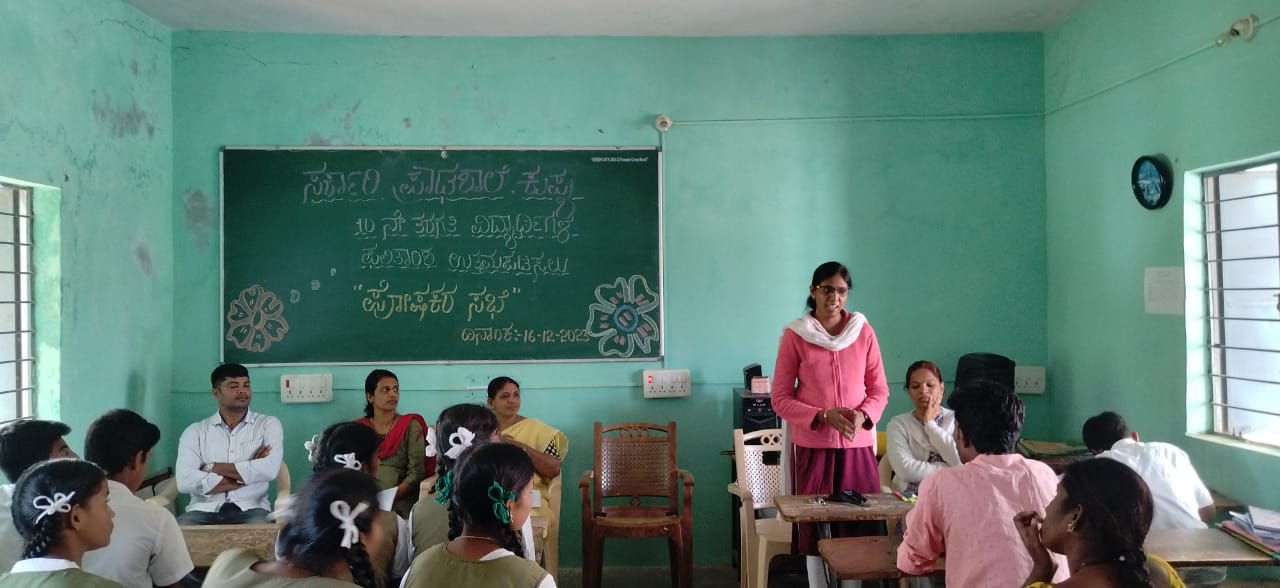 ಸರ್ಕಾರಿ ಪ್ರೌಢಶಾಲೆ. ಕುಪ್ಯ
10 ನೇ ತರಗತಿ ವಿದ್ಯಾರ್ಥಿಗಳ
ಫಲಿತಾಂಶ ಉತ್ತಮಪಡಿಸಲು
"ಪೋಷಕರ ಸಭೆ"
ದಿನಾಂಕ:-16-12-2023